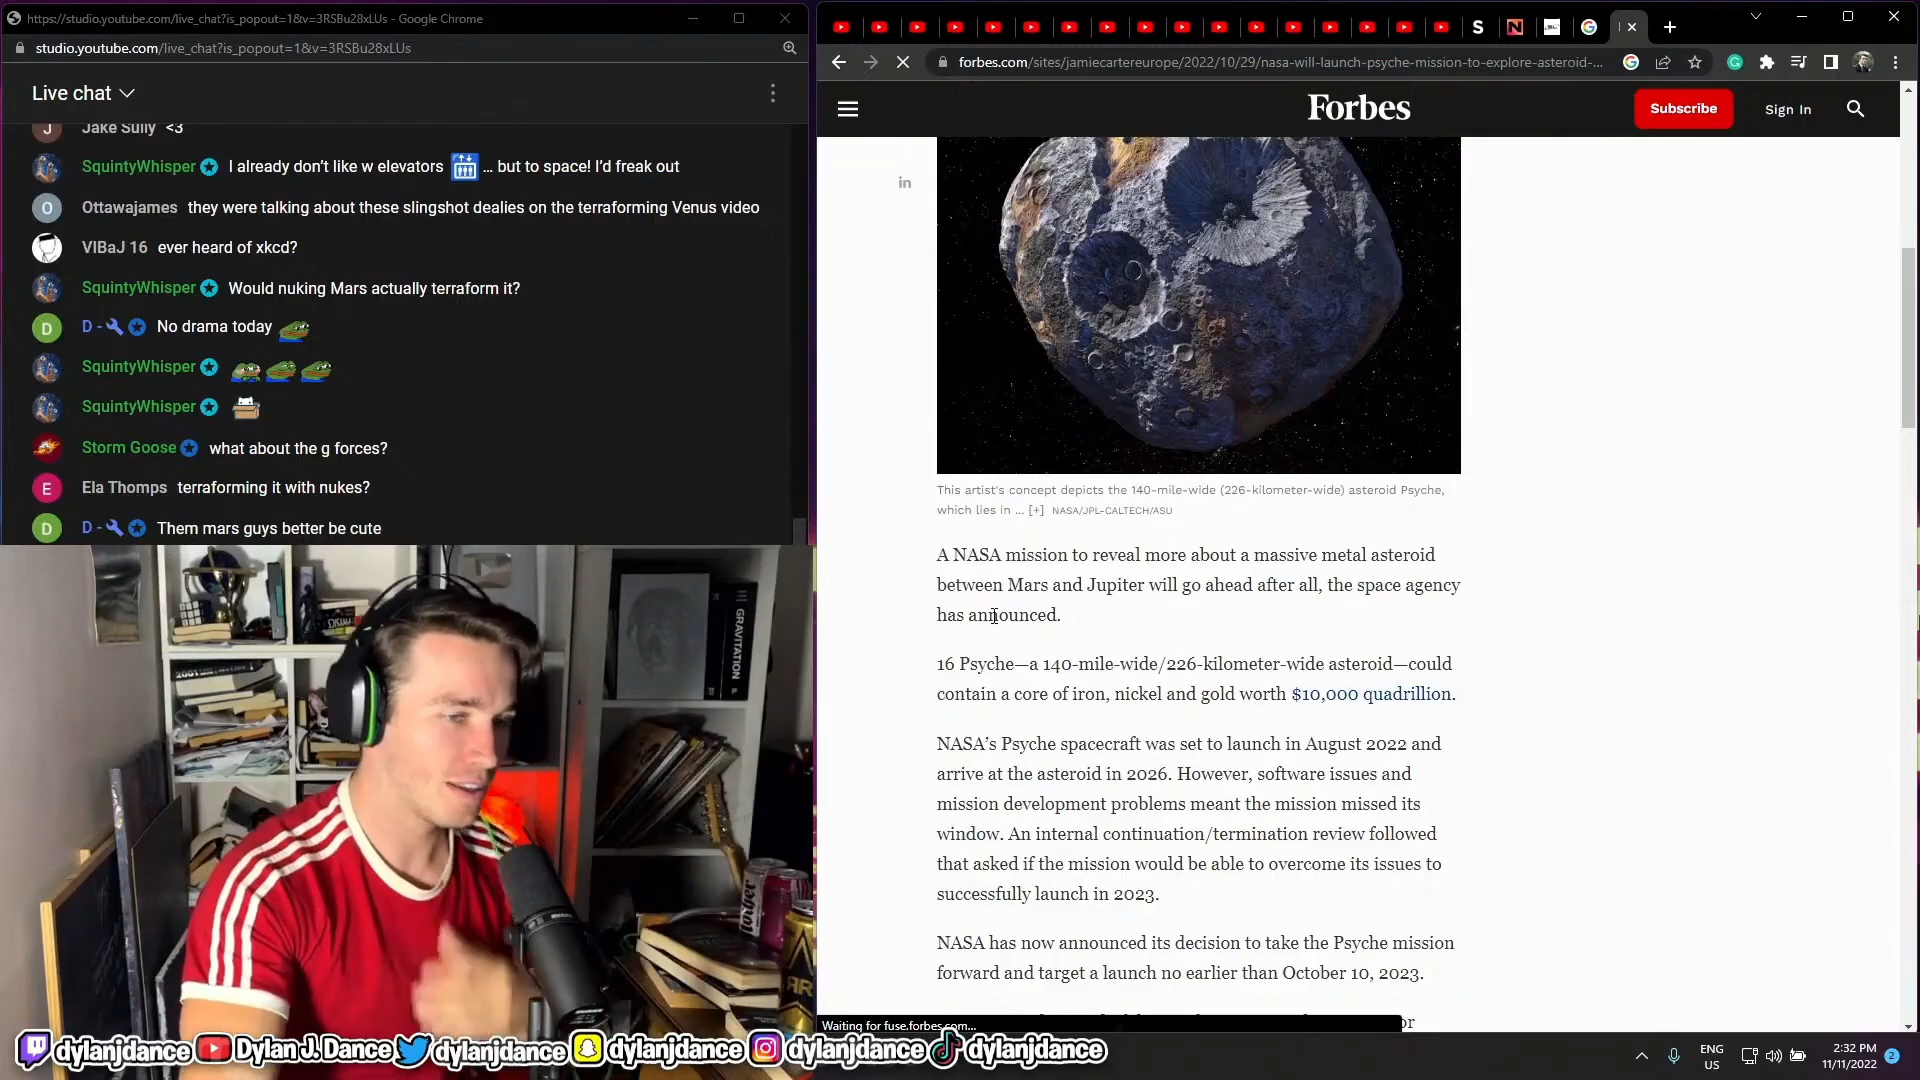 https://studio.youtube.com/live_chat?is_popout=1&v=3RSBu28xLUs - Google Chrome
studio.youtube.com/live_chat?is_popout=1&v=3RSBu28xLUs
Live chat
J Jake Sully <3
SquintyWhisper I already don’t like w elevators … but to space! I’d freak out
O Ottawajames they were talking about these slingshot dealies on the terraforming Venus video
VIBaJ 16 ever heard of xkcd?
SquintyWhisper Would nuking Mars actually terraform it?
D D - No drama today
SquintyWhisper
SquintyWhisper
Storm Goose what about the g forces?
E Ela Thomps terraforming it with nukes?
D D - Them mars guys better be cute
GRAVITATION
2001
forbes.com/sites/jamiecartereurope/2022/10/29/nasa-will-launch-psyche-mission-to-explore-asteroid-...
Forbes
Subscribe
Sign In
in
This artist's concept depicts the 140-mile-wide (226-kilometer-wide) asteroid Psyche,
which lies in ... [+] NASA/JPL-CALTECH/ASU
A NASA mission to reveal more about a massive metal asteroid
between Mars and Jupiter will go ahead after all, the space agency
has announced.
16 Psyche—a 140-mile-wide/226-kilometer-wide asteroid—could
contain a core of iron, nickel and gold worth $10,000 quadrillion.
NASA’s Psyche spacecraft was set to launch in August 2022 and
arrive at the asteroid in 2026. However, software issues and
mission development problems meant the mission missed its
window. An internal continuation/termination review followed
that asked if the mission would be able to overcome its issues to
successfully launch in 2023.
NASA has now announced its decision to take the Psyche mission
forward and target a launch no earlier than October 10, 2023.
Waiting for fuse.forbes.com...
dylanjdance Dylan J. Dance dylanjdance dylanjdance dylanjdance dylanjdance
ENG
US
2:32 PM
11/11/2022
2